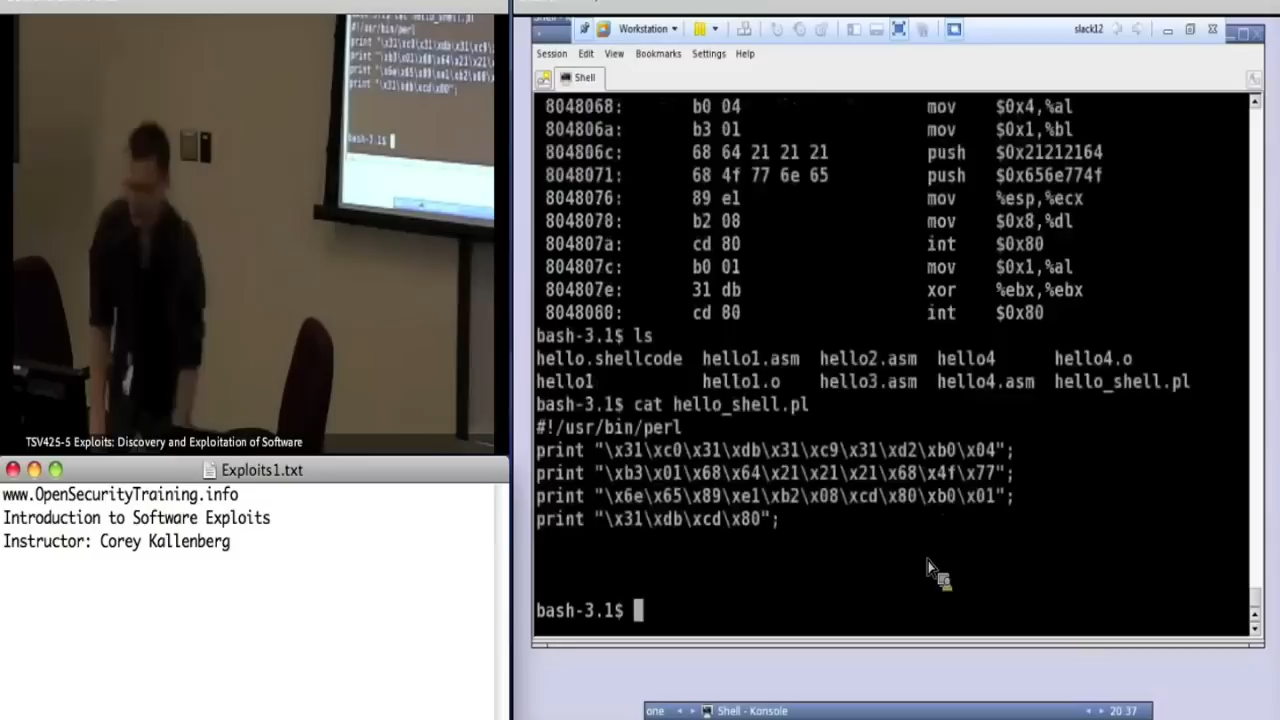 #!/usr/bin/perl
bash-3.1$
TSV425-5 Exploits: Discovery and Exploitation of Software
Exploits1.txt
www.OpenSecurityTraining.info
Introduction to Software Exploits
Instructor: Corey Kallenberg
Workstation
slack12
Session Edit View Bookmarks Settings Help
Shell
8048068: b0 04 mov $0x4,%al
804806a: b3 01 mov $0x1,%bl
804806c: 68 64 21 21 21 push $0x21212164
8048071: 68 4f 77 6e 65 push $0x656e774f
8048076: 89 e1 mov %esp,%ecx
8048078: b2 08 mov $0x8,%dl
804807a: cd 80 int $0x80
804807c: b0 01 mov $0x1,%al
804807e: 31 db xor %ebx,%ebx
8048080: cd 80 int $0x80
bash-3.1$ ls
hello.shellcode hello1.asm hello2.asm hello4 hello4.o
hello1 hello1.o hello3.asm hello4.asm hello_shell.pl
bash-3.1$ cat hello_shell.pl
#!/usr/bin/perl
print "\x31\xc0\x31\xdb\x31\xc9\x31\xd2\xb0\x04";
print "\xb3\x01\x68\x64\x21\x21\x21\x68\x4f\x77";
print "\x6e\x65\x89\xe1\xb2\x08\xcd\x80\xb0\x01";
print "\x31\xdb\xcd\x80";
bash-3.1$
one Shell - Konsole 20 37